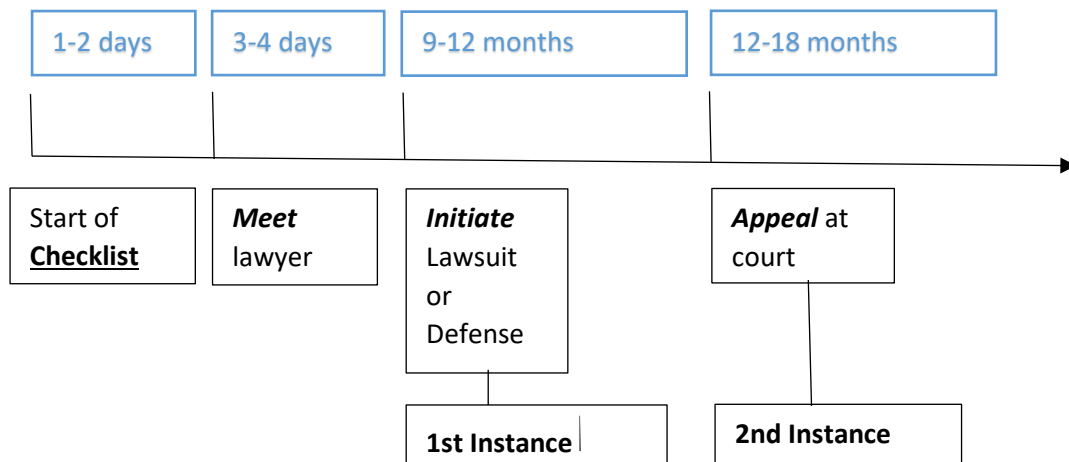 1-2 days
3-4 days
9-12 months
12-18 months
Start of
Checklist
Meet
lawyer
Initiate
Lawsuit
or
Defense
Appeal at
court
1st Instance
2nd Instance